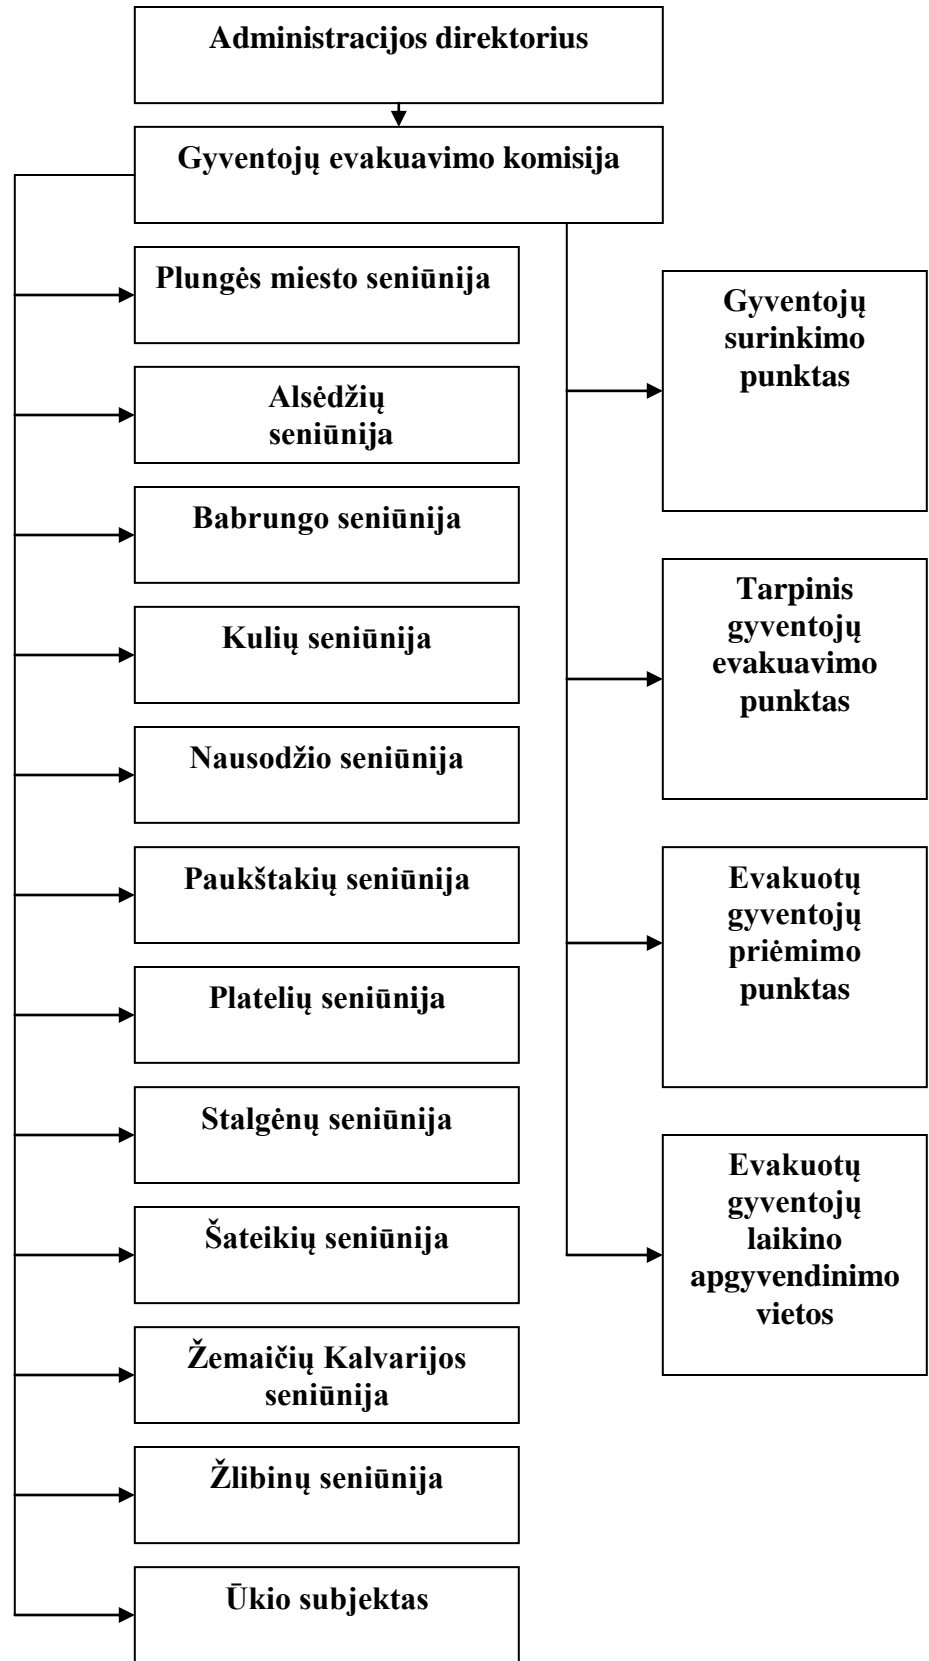 Administracijos direktorius
Gyventojų evakuavimo komisija
Plungės miesto seniūnija
Alsėdžių
seniūnija
Babrungo seniūnija
Kulių seniūnija
Nausodžio seniūnija
Paukštakių seniūnija
Platelių seniūnija
Stalgėnų seniūnija
Šateikių seniūnija
Žemaičių Kalvarijos
seniūnija
Žlibinų seniūnija
Ūkio subjektas
Gyventojų
surinkimo
punktas
Tarpinis
gyventojų
evakuavimo
punktas
Evakuotų
gyventojų
priėmimo
punktas
Evakuotų
gyventojų
laikino
apgyvendinimo
vietos